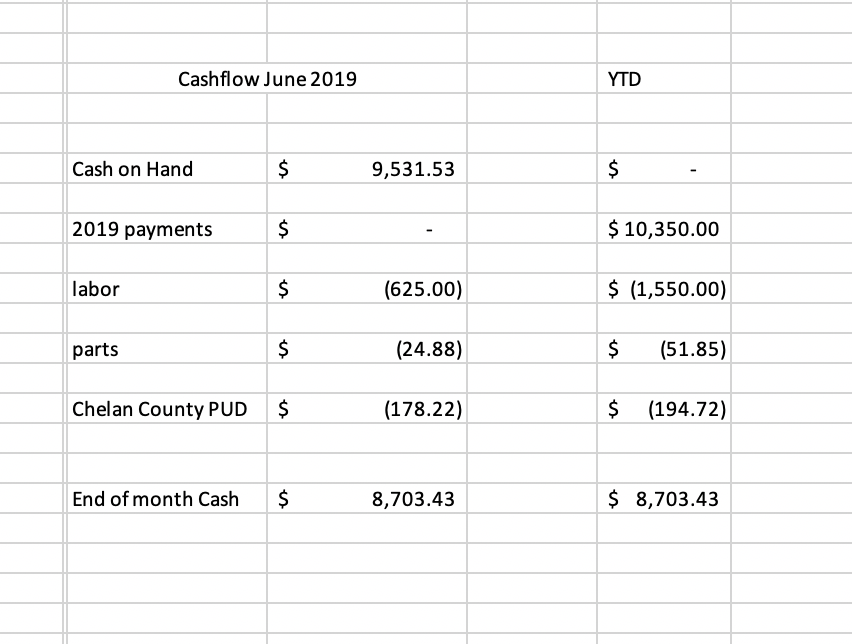 Cashflow June 2019 YTD
Cash on Hand $ 9,531.53 $ -
2019 payments $ - $ 10,350.00
labor $ (625.00) $ (1,550.00)
parts $ (24.88) $ (51.85)
Chelan County PUD $ (178.22) $ (194.72)
End of month Cash $ 8,703.43 $ 8,703.43